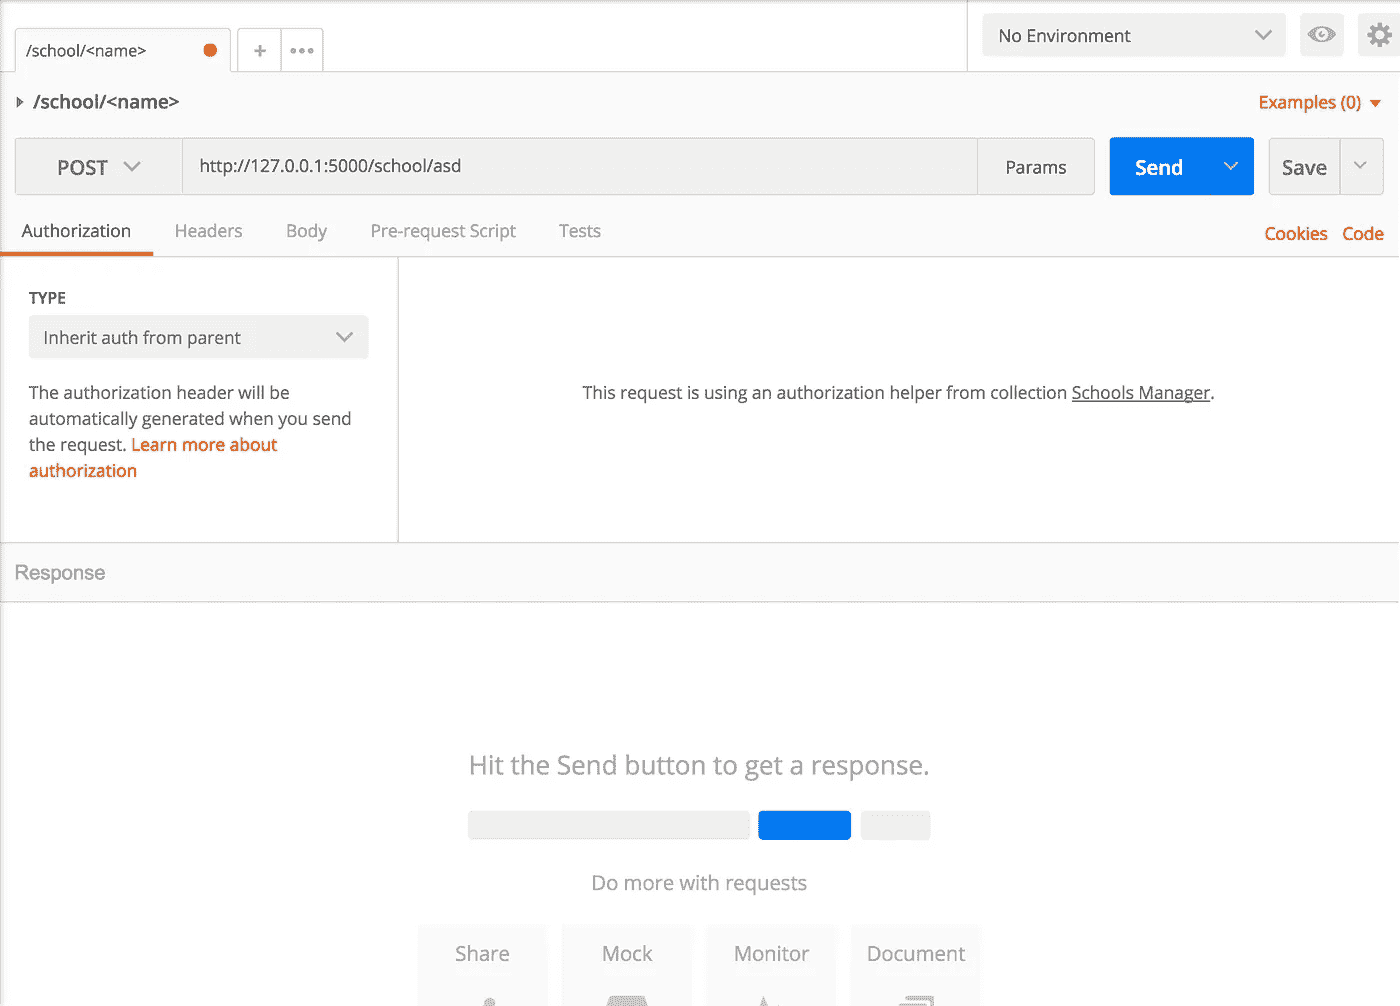 /school/<name>
No Environment
/school/<name>
Examples (0)
POST
http://127.0.0.1:5000/school/asd
Params
Send
Save
Authorization
Headers
Body
Pre-request Script
Tests
Cookies
Code
TYPE
Inherit auth from parent
The authorization header will be
automatically generated when you send
the request. Learn more about
authorization
This request is using an authorization helper from collection Schools Manager.
Response
Hit the Send button to get a response.
Do more with requests
Share
Mock
Monitor
Document